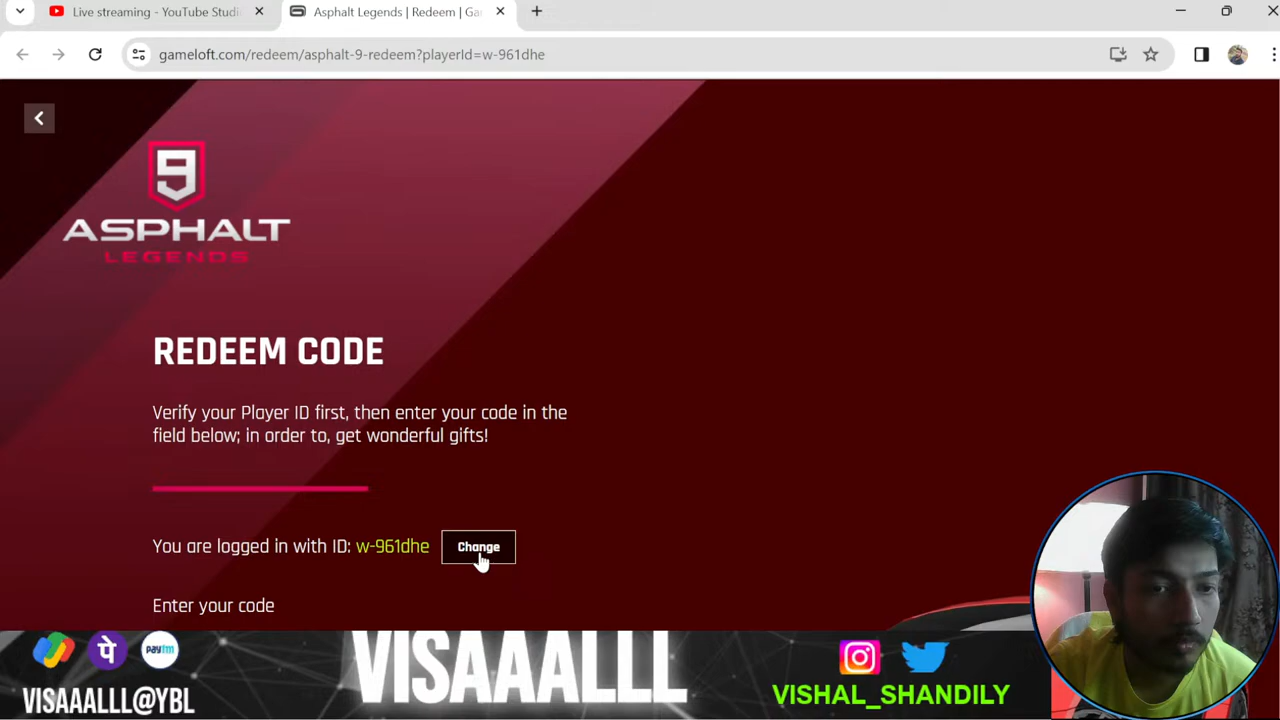 Live streaming - YouTube Studi
Asphalt Legends | Redeem | Ga
gameloft.com/redeem/asphalt-9-redeem?playerId=w-961dhe
9
ASPHALT
LEGENDS
REDEEM CODE
Verify your Player ID first, then enter your code in the
field below; in order to, get wonderful gifts!
You are logged in with ID: w-961dhe
Change
Enter your code
पे
paytm
VISAAALLL
VISAAALLL@YBL
VISHAL_SHANDILY